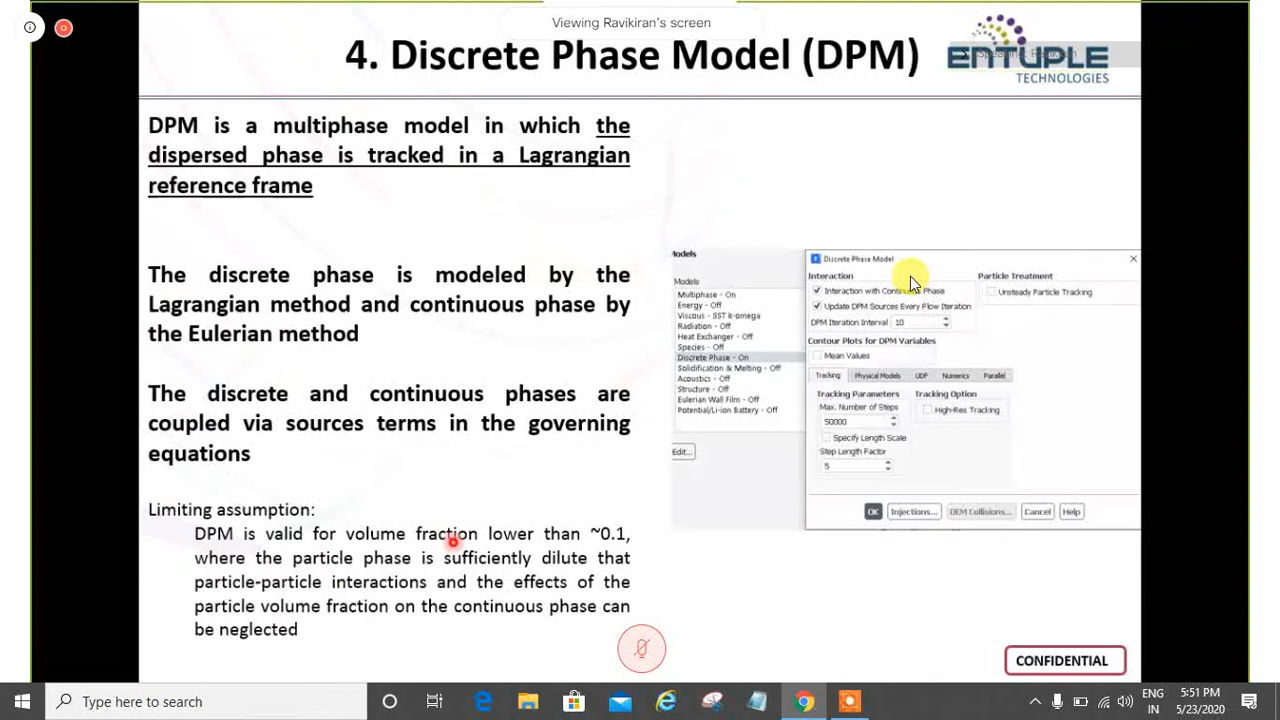 Viewing Ravikiran's screen
4. Discrete Phase Model (DPM)
ENTUPLE
TECHNOLOGIES
DPM is a multiphase model in which the
dispersed phase is tracked in a Lagrangian
reference frame
The discrete phase is modeled by the
Lagrangian method and continuous phase by
the Eulerian method
The discrete and continuous phases are
coupled via sources terms in the governing
equations
Limiting assumption:
DPM is valid for volume fraction lower than ~0.1,
where the particle phase is sufficiently dilute that
particle-particle interactions and the effects of the
particle volume fraction on the continuous phase can
be neglected
Models
Multiphase - On
Energy - Off
Viscous - SST k-omega
Radiation - Off
Heat Exchanger - Off
Species - Off
Discrete Phase - On
Solidification & Melting - Off
Acoustics - Off
Structure - Off
Eulerian Wall Film - Off
Potential/Li-ion Battery - Off
Edit...
Discrete Phase Model
Interaction
Interaction with Continuous Phase
Update DPM Sources Every Flow Iteration
DPM Iteration Interval 10
Particle Treatment
Unsteady Particle Tracking
Contour Plots for DPM Variables
Mean Values
Tracking Physical Models UDF Numerics Parallel
Tracking Parameters
Max. Number of Steps
50000
Specify Length Scale
Step Length Factor
5
Tracking Option
High-Res Tracking
OK Injections... DEM Collisions... Cancel Help
CONFIDENTIAL
Type here to search
ENG
IN
5:51 PM
5/23/2020